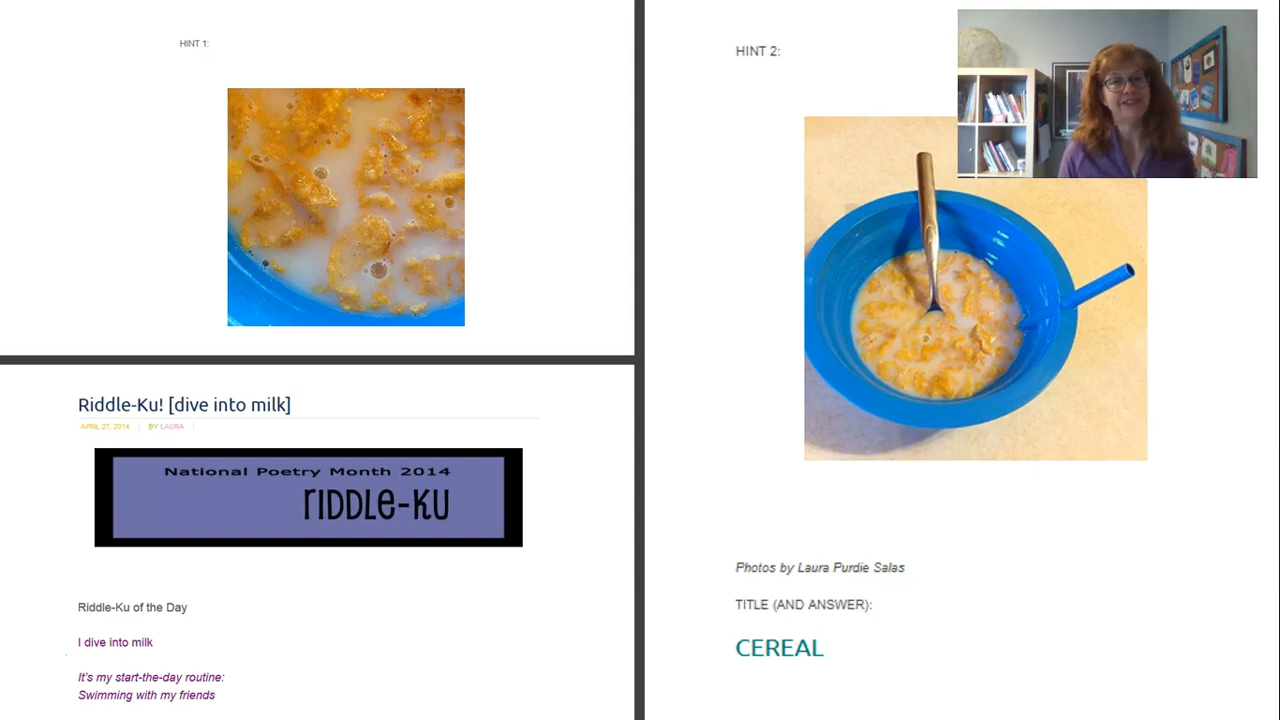 HINT 1:
Riddle-Ku! [dive into milk]
APRIL 27, 2014 | BY LAURA |
National Poetry Month 2014
RIDDLe-KU
Riddle-Ku of the Day
I dive into milk
It's my start-the-day routine:
Swimming with my friends
HINT 2:
Photos by Laura Purdie Salas
TITLE (AND ANSWER):
CEREAL